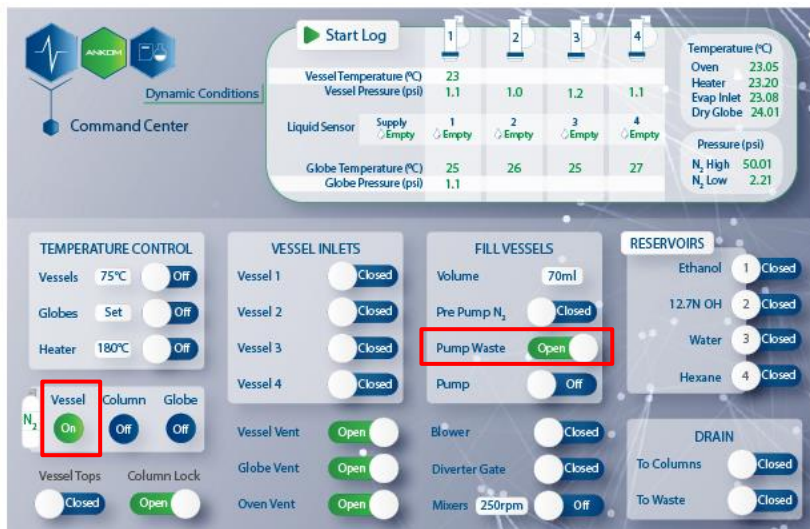 ANKOM
Dynamic Conditions
Command Center
Start Log
1 2 3 4
Vessel Temperature (°C) 23
Vessel Pressure (psi) 1.1 1.0 1.2 1.1
Liquid Sensor
Supply 1 2 3 4
Empty Empty Empty Empty Empty
Globe Temperature (°C) 25 26 25 27
Globe Pressure (psi) 1.1
Temperature (°C)
Oven 23.05
Heater 23.20
Evap Inlet 23.08
Dry Globe 24.01
Pressure (psi)
N₂ High 50.01
N₂ Low 2.21
TEMPERATURE CONTROL
Vessels 75°C Off
Globes Set Off
Heater 180°C Off
N₂
Vessel Column Globe
On Off Off
Vessel Tops Column Lock
Closed Open
VESSEL INLETS
Vessel 1 Closed
Vessel 2 Closed
Vessel 3 Closed
Vessel 4 Closed
Vessel Vent Open
Globe Vent Open
Oven Vent Open
FILL VESSELS
Volume 70ml
Pre Pump N₂ Closed
Pump Waste Open
Pump Off
Blower Closed
Diverter Gate Closed
Mixers 250rpm Off
RESERVOIRS
Ethanol 1 Closed
12.7N OH 2 Closed
Water 3 Closed
Hexane 4 Closed
DRAIN
To Columns Closed
To Waste Closed